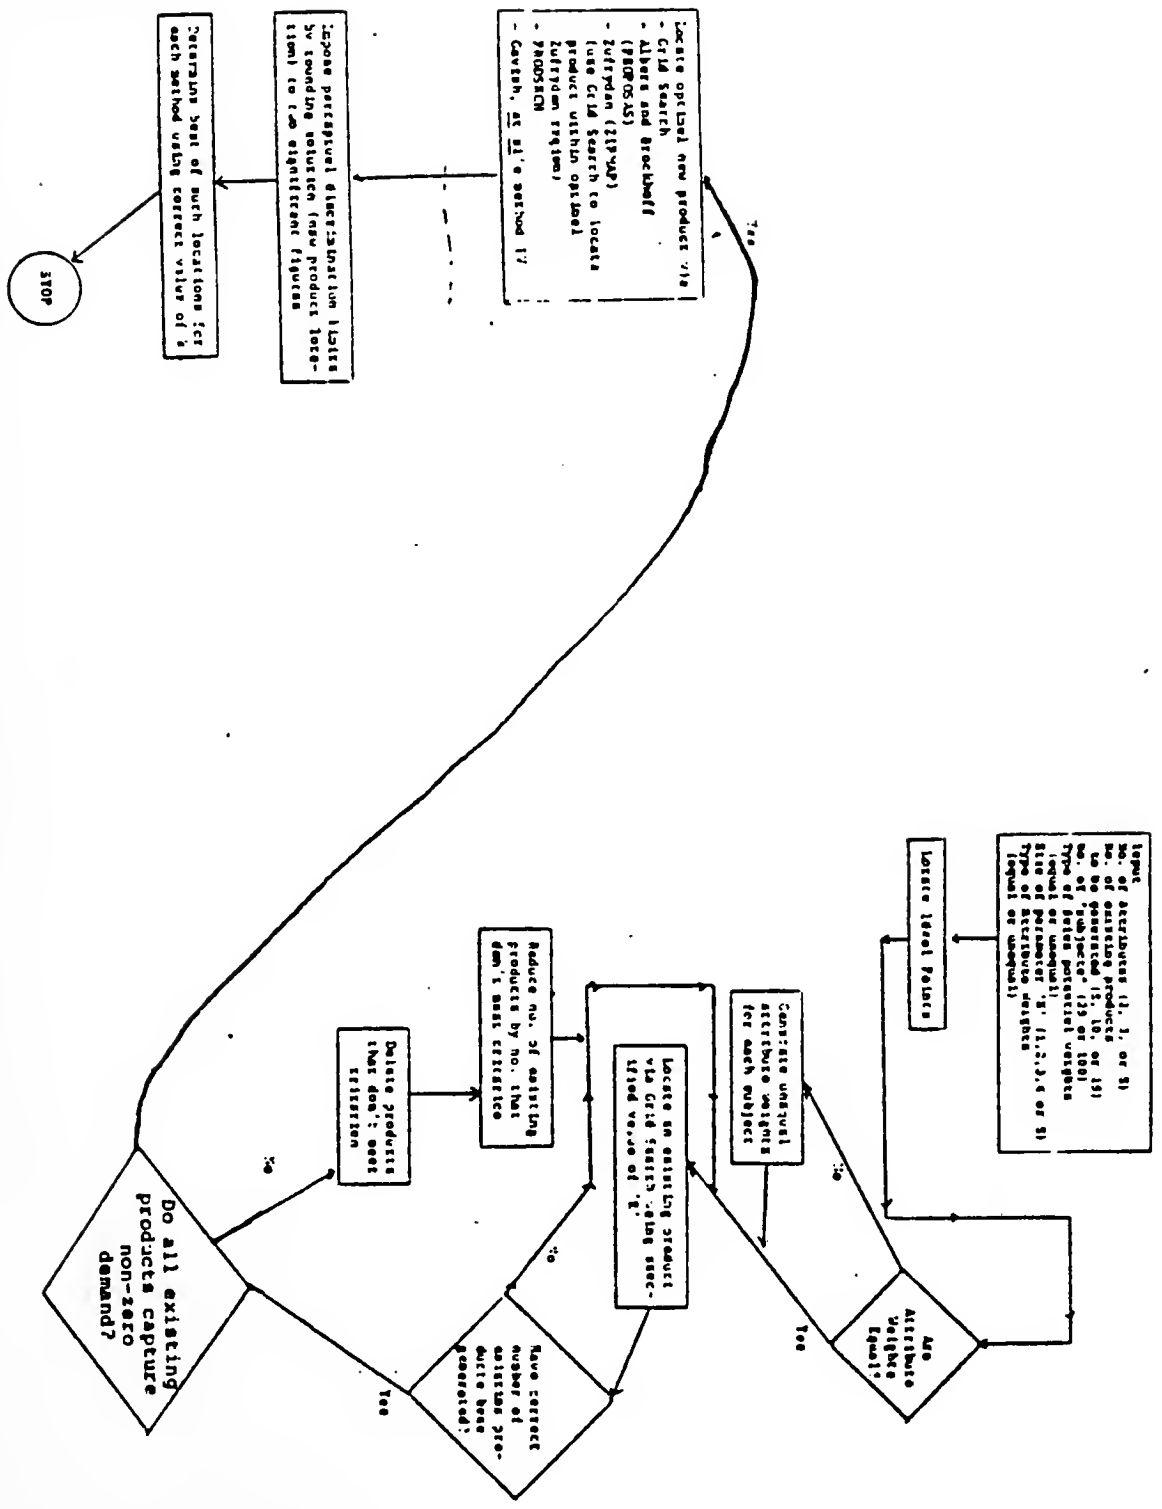 Input
No. of attributes (2, 3, or 5)
No. of existing products
to be generated (5, 10, or 15)
No. of "subjects" (25 or 100)
Type of sales potential weights
(equal or unequal)
Size of parameter 'K' (1,2,3,4 or 5)
Type of attribute weights
(equal or unequal)
Locate Ideal Points
Are
Attribute
Weights
Equal?
No
Yes
Generate unequal
attribute weights
for each subject
Locate an existing product
via Grid Search using spec-
ified value of 'K'
Have correct
number of
existing pro-
ducts been
generated?
No
Yes
Reduce no. of existing
products by no. that
don't meet criterion
Delete products
that don't meet
criterion
No
Do all existing
products capture
non-zero
demand?
Yes
Locate optimal new product via
- Grid Search
- Albers and Brockhoff
(PROPOSAS)
- Zufryden (ZIPMAP)
(use Grid Search to locate
product within optimal
Zufryden region)
- PRODSRCH
- Gavish, et al's method IV
Impose perceptual discrimination limits
by rounding solution (new product loca-
tion) to two significant figures
Determine best of such locations for
each method using correct value of k
STOP